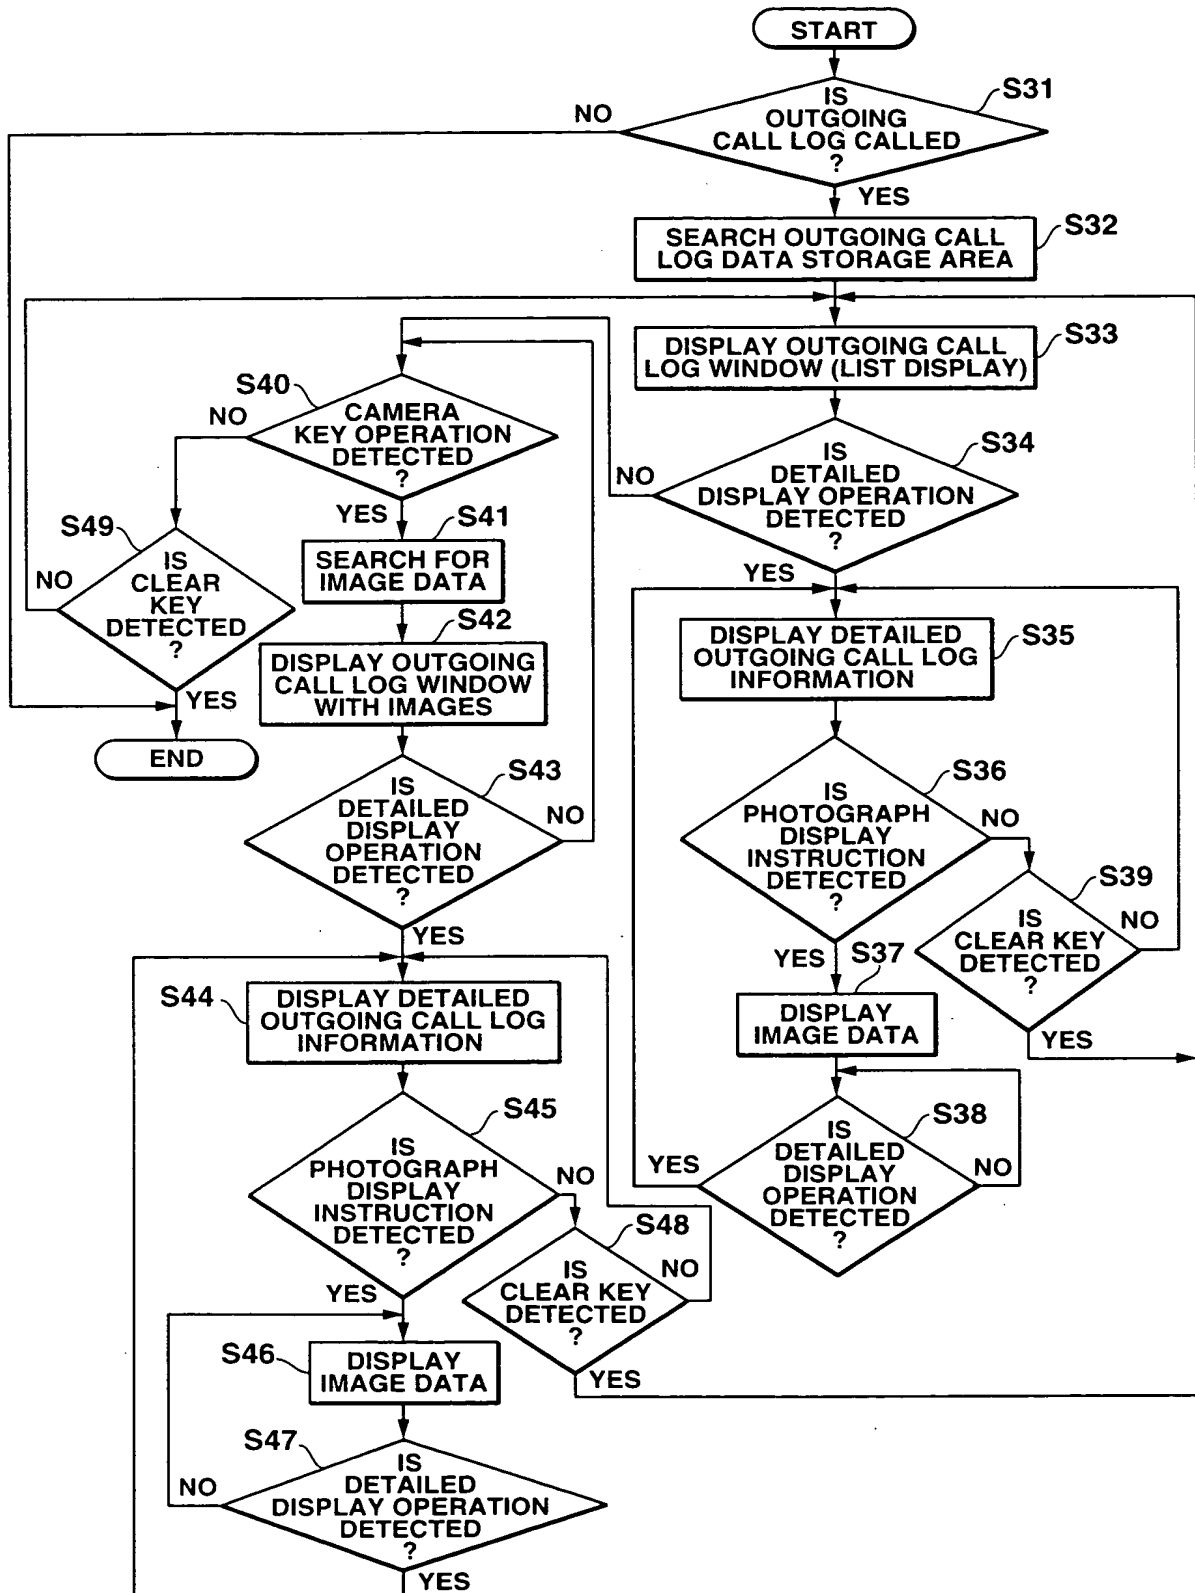 START
S31
IS
OUTGOING
CALL LOG CALLED
?
NO
YES
S32
SEARCH OUTGOING CALL
LOG DATA STORAGE AREA
S33
DISPLAY OUTGOING CALL
LOG WINDOW (LIST DISPLAY)
S34
IS
DETAILED
DISPLAY OPERATION
DETECTED?
NO
YES
S40
CAMERA
KEY OPERATION
DETECTED
?
NO
YES
S41
SEARCH FOR
IMAGE DATA
S49
IS
CLEAR
KEY
DETECTED
?
NO
YES
END
S42
DISPLAY OUTGOING
CALL LOG WINDOW
WITH IMAGES
S43
IS
DETAILED
DISPLAY
OPERATION
DETECTED
?
NO
YES
S35
DISPLAY DETAILED
OUTGOING CALL LOG
INFORMATION
S36
IS
PHOTOGRAPH
DISPLAY
INSTRUCTION
DETECTED
?
NO
YES
S39
IS
CLEAR KEY
DETECTED
?
NO
YES
S37
DISPLAY
IMAGE DATA
S38
IS
DETAILED
DISPLAY
OPERATION
DETECTED
?
YES
NO
S44
DISPLAY DETAILED
OUTGOING CALL LOG
INFORMATION
S45
IS
PHOTOGRAPH
DISPLAY
INSTRUCTION
DETECTED
?
NO
YES
S48
IS
CLEAR KEY
DETECTED
?
NO
YES
S46
DISPLAY
IMAGE DATA
S47
IS
DETAILED
DISPLAY OPERATION
DETECTED
?
NO
YES